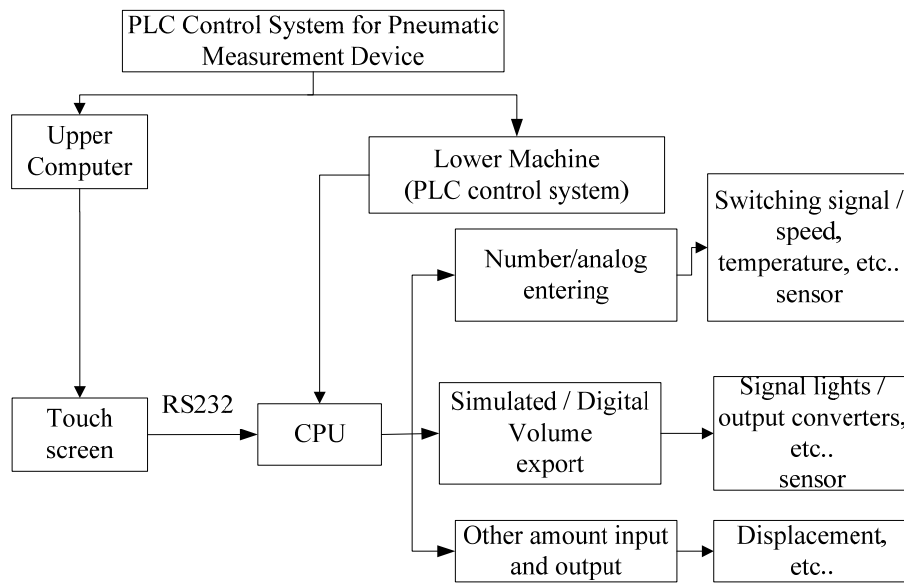 PLC Control System for Pneumatic
Measurement Device
Upper
Computer
Lower Machine
(PLC control system)
Switching signal /
speed,
temperature, etc..
sensor
Number/analog
entering
Touch
screen
RS232
CPU
Simulated / Digital
Volume
export
Signal lights /
output converters,
etc..
sensor
Other amount input
and output
Displacement,
etc..